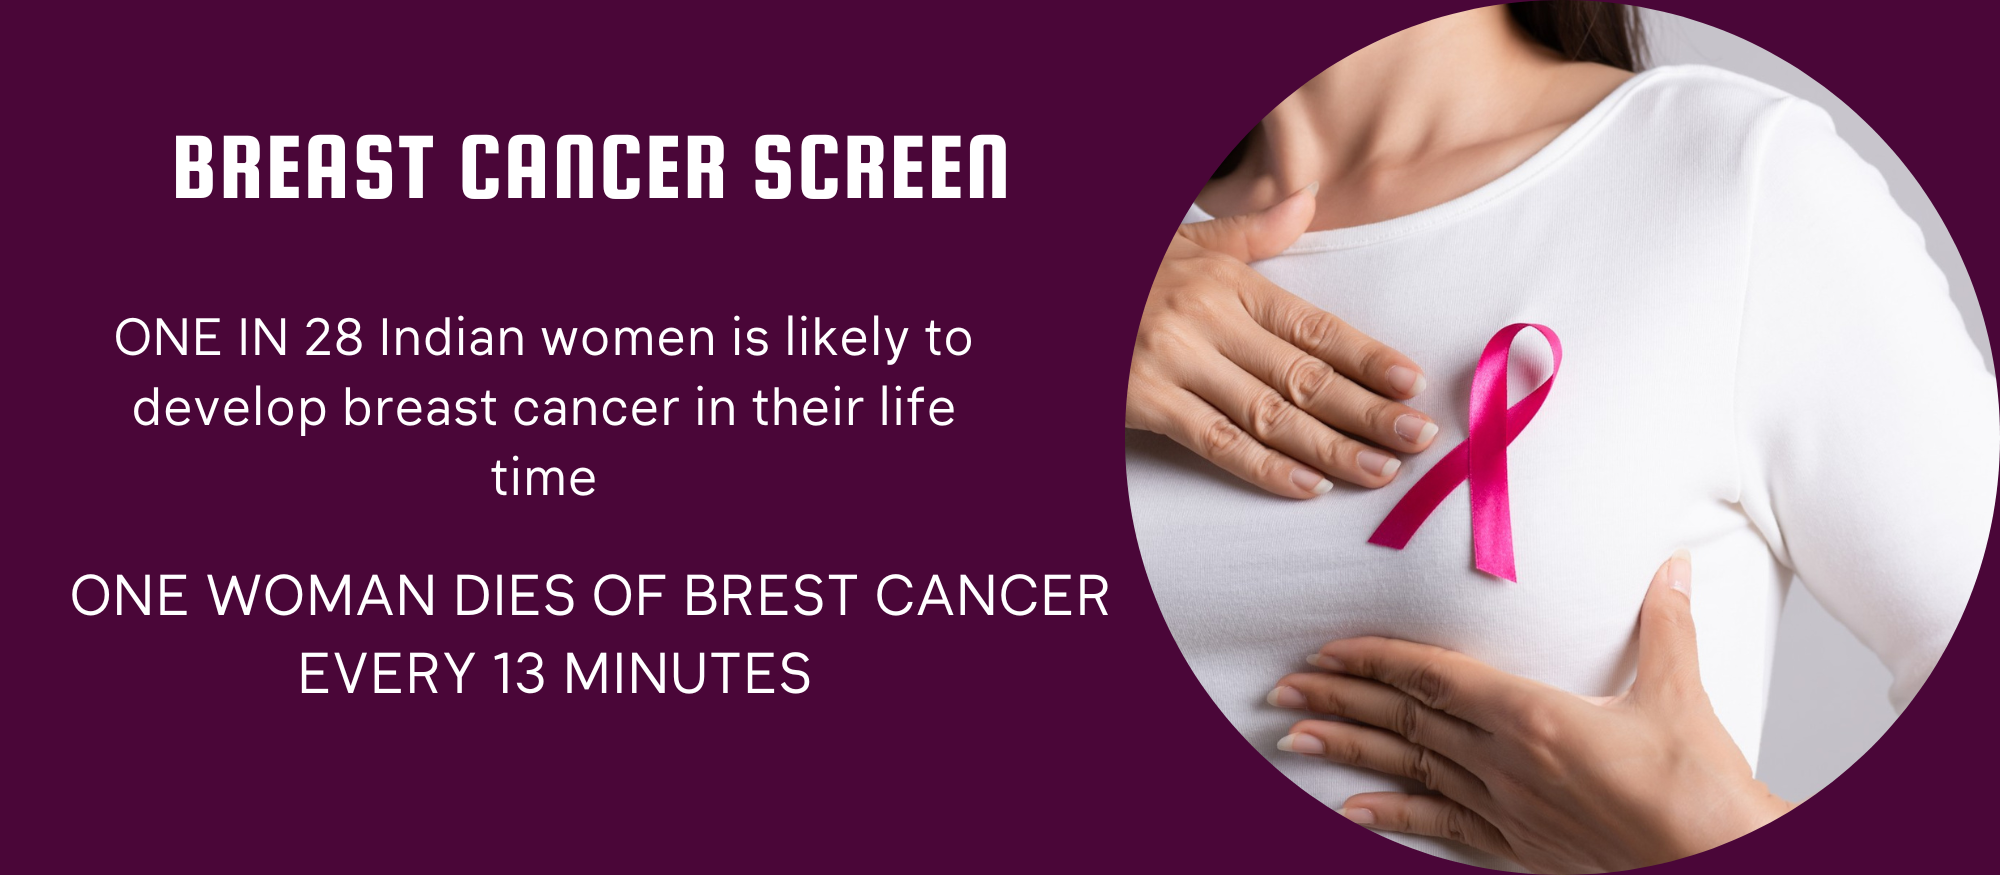 BREAST CANCER SCREEN
ONE IN 28 Indian women is likely to
develop breast cancer in their life
time
ONE WOMAN DIES OF BREST CANCER
EVERY 13 MINUTES